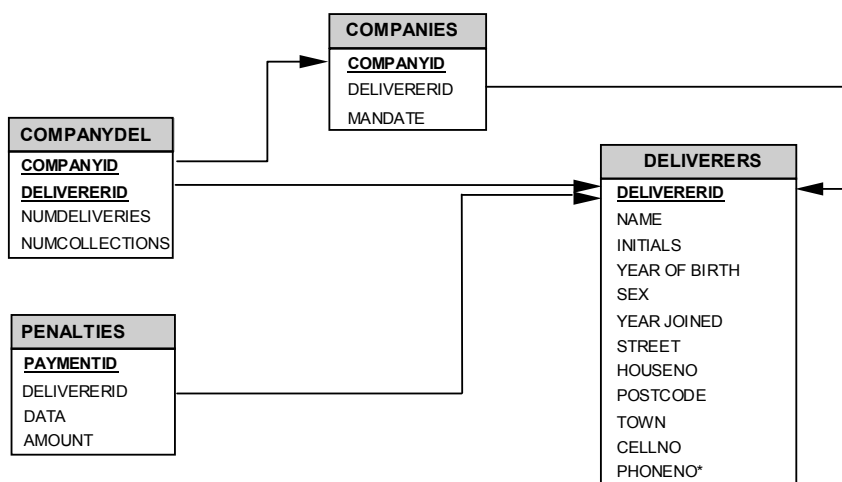 COMPANIES
COMPANYID
DELIVERERID
MANDATE
COMPANYDEL
COMPANYID
DELIVERERID
NUMDELIVERIES
NUMCOLLECTIONS
DELIVERERS
DELIVERERID
NAME
INITIALS
YEAR OF BIRTH
SEX
YEAR JOINED
STREET
HOUSENO
POSTCODE
TOWN
CELLNO
PHONENO*
PENALTIES
PAYMENTID
DELIVERERID
DATA
AMOUNT